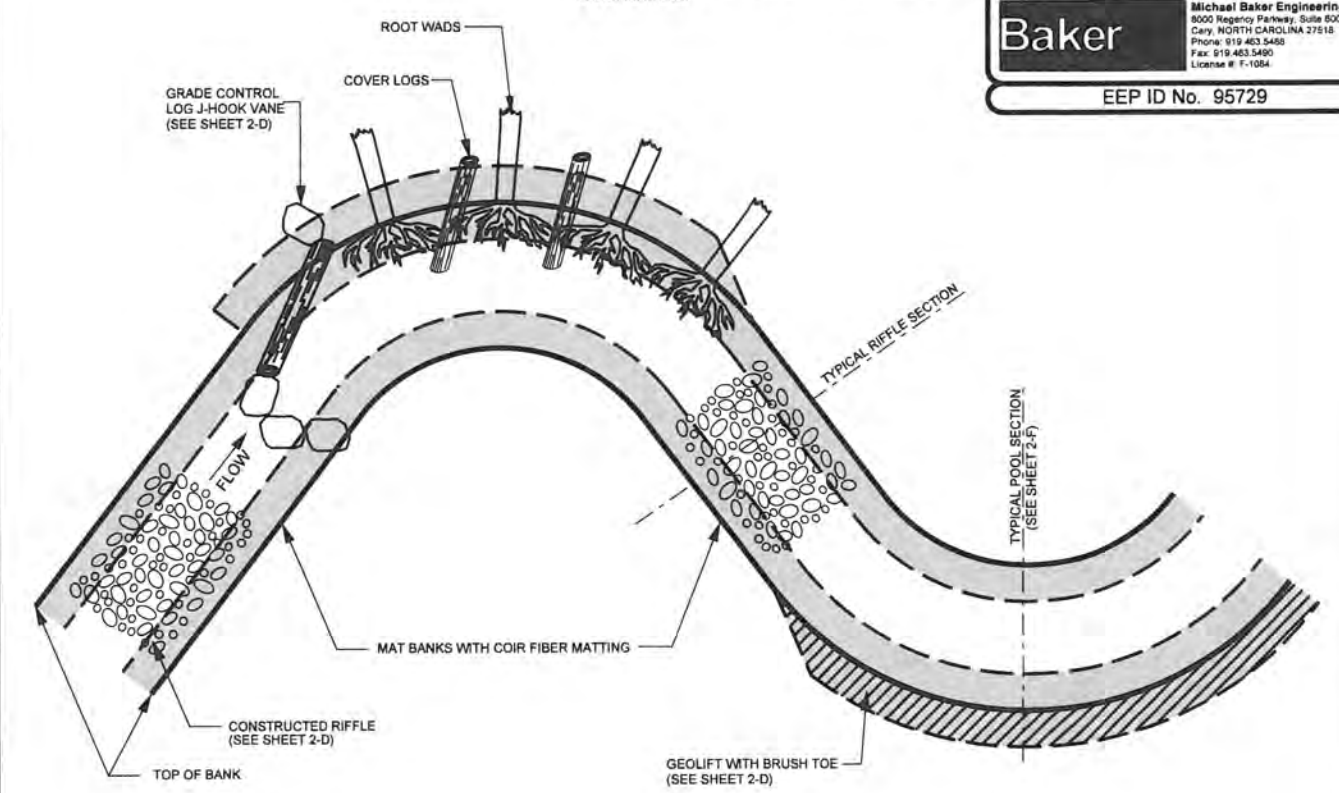 Baker
Michael Baker Engineering
8000 Regency Parkway, Suite 600
Cary, NORTH CAROLINA 27518
Phone: 919.463.5488
Fax: 919.463.5490
License #: F-1084
EEP ID No. 95729
ROOT WADS
COVER LOGS
GRADE CONTROL
LOG J-HOOK VANE
(SEE SHEET 2-D)
TYPICAL RIFFLE SECTION
TYPICAL POOL SECTION
(SEE SHEET 2-F)
FLOW
MAT BANKS WITH COIR FIBER MATTING
CONSTRUCTED RIFFLE
(SEE SHEET 2-D)
TOP OF BANK
GEOLIFT WITH BRUSH TOE
(SEE SHEET 2-D)